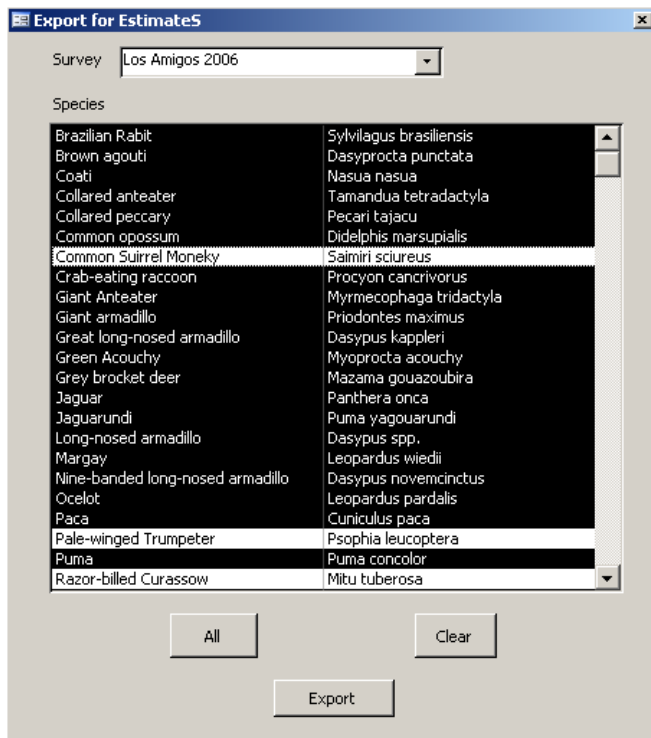 Export for EstimateS
Survey Los Amigos 2006
Species
Brazilian Rabit Sylvilagus brasiliensis
Brown agouti Dasyprocta punctata
Coati Nasua nasua
Collared anteater Tamandua tetradactyla
Collared peccary Pecari tajacu
Common opossum Didelphis marsupialis
Common Suirrel Moneky Saimiri sciureus
Crab-eating raccoon Procyon cancrivorus
Giant Anteater Myrmecophaga tridactyla
Giant armadillo Priodontes maximus
Great long-nosed armadillo Dasypus kappleri
Green Acouchy Myoprocta acouchy
Grey brocket deer Mazama gouazoubira
Jaguar Panthera onca
Jaguarundi Puma yagouarundi
Long-nosed armadillo Dasypus spp.
Margay Leopardus wiedii
Nine-banded long-nosed armadillo Dasypus novemcinctus
Ocelot Leopardus pardalis
Paca Cuniculus paca
Pale-winged Trumpeter Psophia leucoptera
Puma Puma concolor
Razor-billed Curassow Mitu tuberosa
All Clear
Export